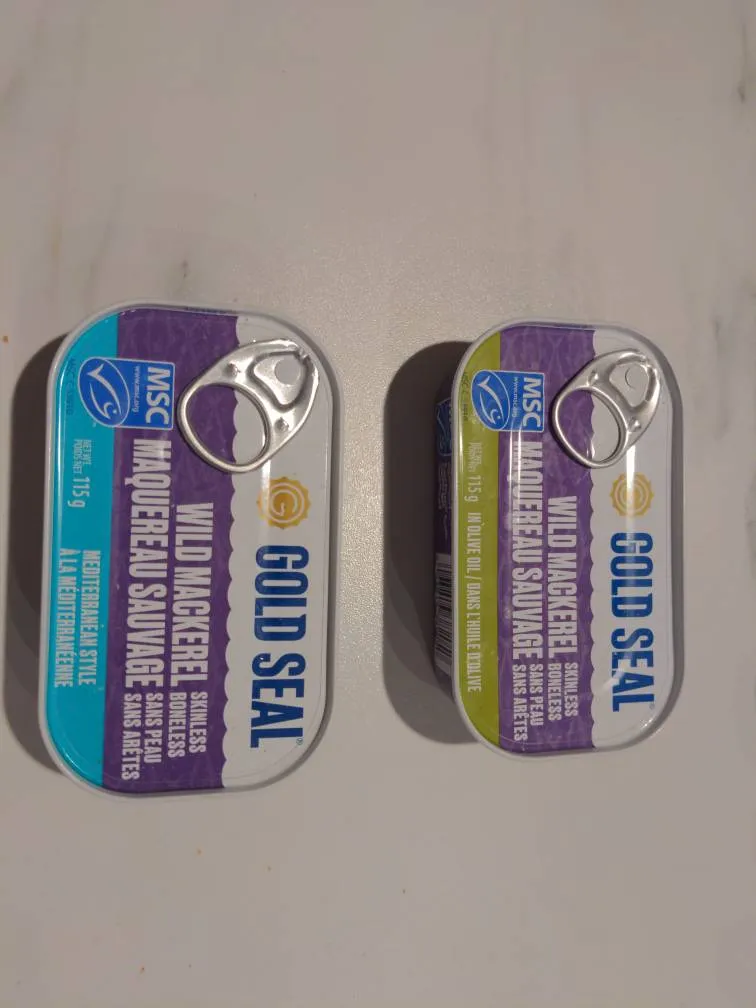 GOLD SEAL®
WILD MACKEREL
SKINLESS
BONELESS
MAQUEREAU SAUVAGE
SANS PEAU
SANS ARÊTES
MSC
www.msc.org
NET WT.
POIDS NET
115 g
MEDITERRANEAN STYLE
À LA MÉDITERRANÉENNE
GOLD SEAL®
WILD MACKEREL
SKINLESS
BONELESS
MAQUEREAU SAUVAGE
SANS PEAU
SANS ARÊTES
MSC
www.msc.org
NET WT.
POIDS NET
115 g
IN OLIVE OIL / DANS L'HUILE D'OLIVE